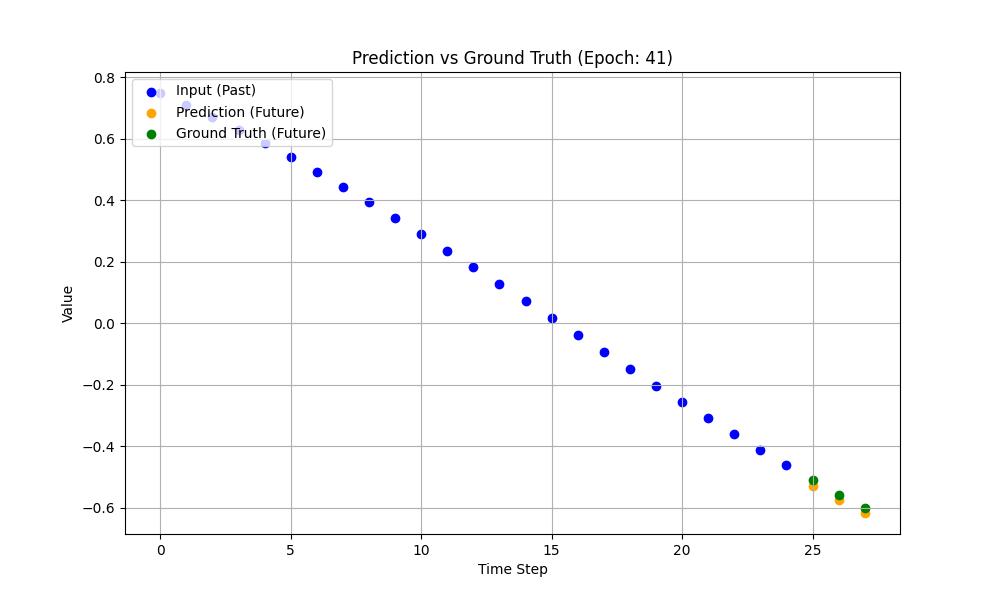 Prediction vs Ground Truth (Epoch: 41)
Input (Past)
Prediction (Future)
Ground Truth (Future)
Value
0.8
0.6
0.4
0.2
0.0
−0.2
−0.4
−0.6
0 5 10 15 20 25
Time Step